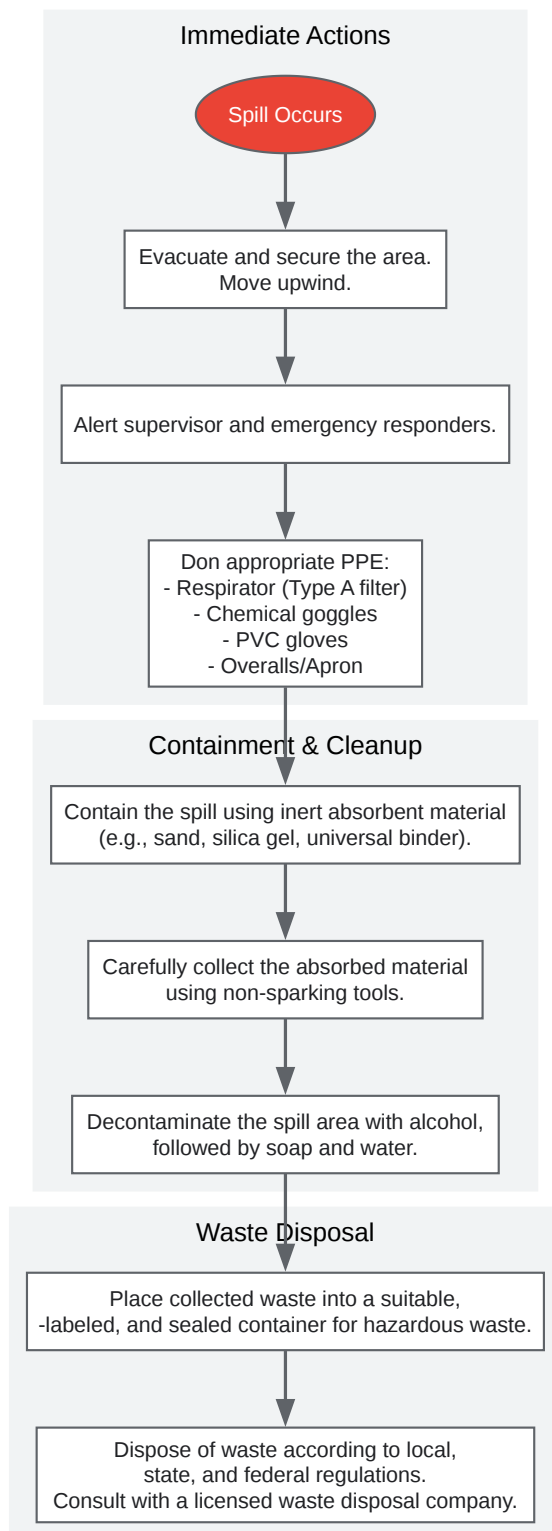 Immediate Actions
Spill Occurs
Evacuate and secure the area.
Move upwind.
Alert supervisor and emergency responders.
Don appropriate PPE:
- Respirator (Type A filter)
- Chemical goggles
- PVC gloves
- Overalls/Apron
Containment & Cleanup
Contain the spill using inert absorbent material
(e.g., sand, silica gel, universal binder).
Carefully collect the absorbed material
using non-sparking tools.
Decontaminate the spill area with alcohol,
followed by soap and water.
Waste Disposal
Place collected waste into a suitable,
-labeled, and sealed container for hazardous waste.
Dispose of waste according to local,
state, and federal regulations.
Consult with a licensed waste disposal company.